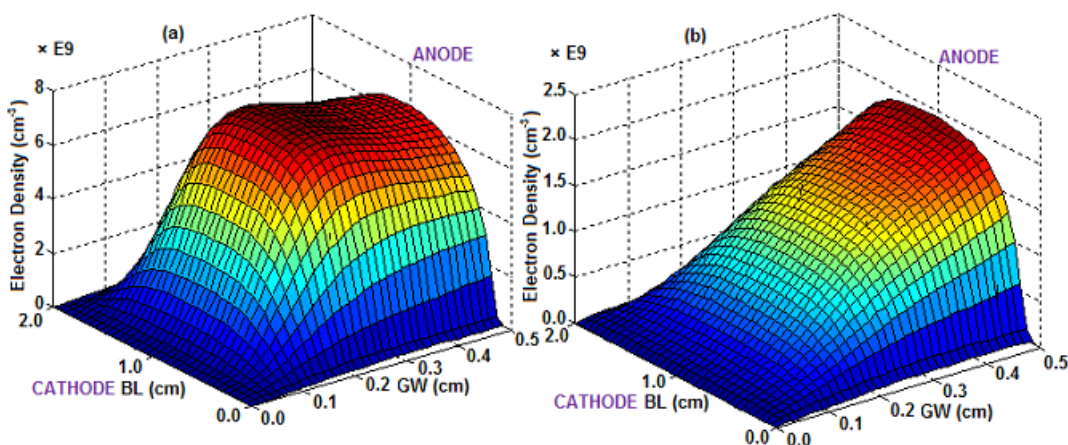 (a)
× E9
ANODE
8
6
4
2
0
Electron Density (cm⁻³)
2.0
1.0
0.0
CATHODE BL (cm)
0.0
0.1
0.2
0.3
0.4
0.5
GW (cm)
(b)
× E9
ANODE
2.5
2.0
1.5
1.0
0.5
0.0
Electron Density (cm⁻³)
2.0
1.0
0.0
CATHODE BL (cm)
0.0
0.1
0.2
0.3
0.4
0.5
GW (cm)